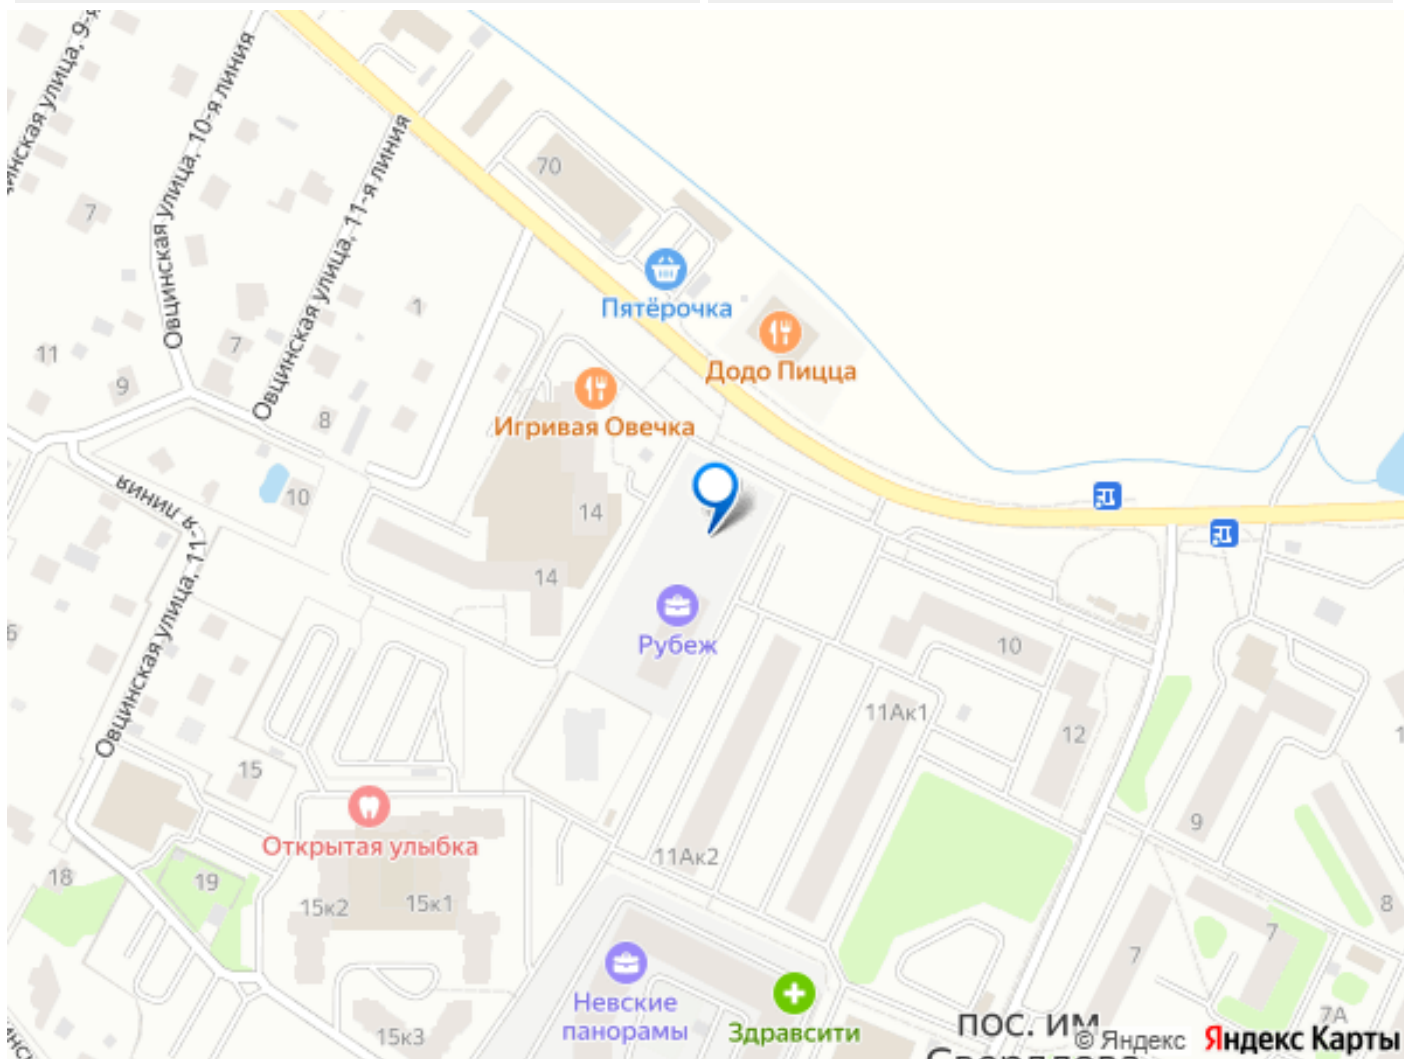 цинская улица, 9-я
Овцинская улица, 10-я линия
Овцинская улица, 11-я линия
70
7
1
Пятёрочка
Додо Пицца
11
7
9
8
Игривая Овечка
10
я линия
14
14
Овцинская улица, 11-
Рубеж
10
11Ак1
12
15
9
Открытая улыбка
11Ак2
18
19
15к2
15к1
8
7
7
Невские
панорамы
Здравсити
15к3
7А
пос. им.
Свердлова
© Яндекс
Яндекс Карты